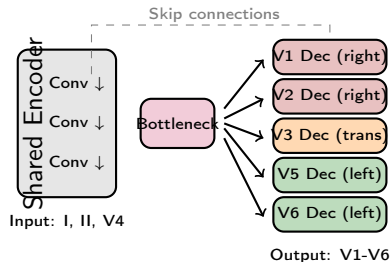 Skip connections
Shared Encoder
Conv ↓
Conv ↓
Conv ↓
Input: I, II, V4
Bottleneck
V1 Dec (right)
V2 Dec (right)
V3 Dec (trans)
V5 Dec (left)
V6 Dec (left)
Output: V1-V6